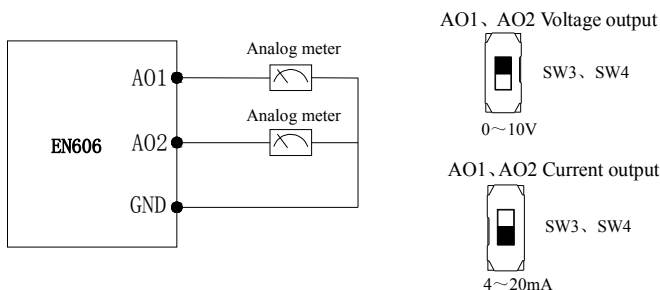 AO1、AO2 Voltage output
Analog meter
AO1
SW3、SW4
Analog meter
0～10V
EN606
AO2
AO1、AO2 Current output
GND
SW3、SW4
4～20mA